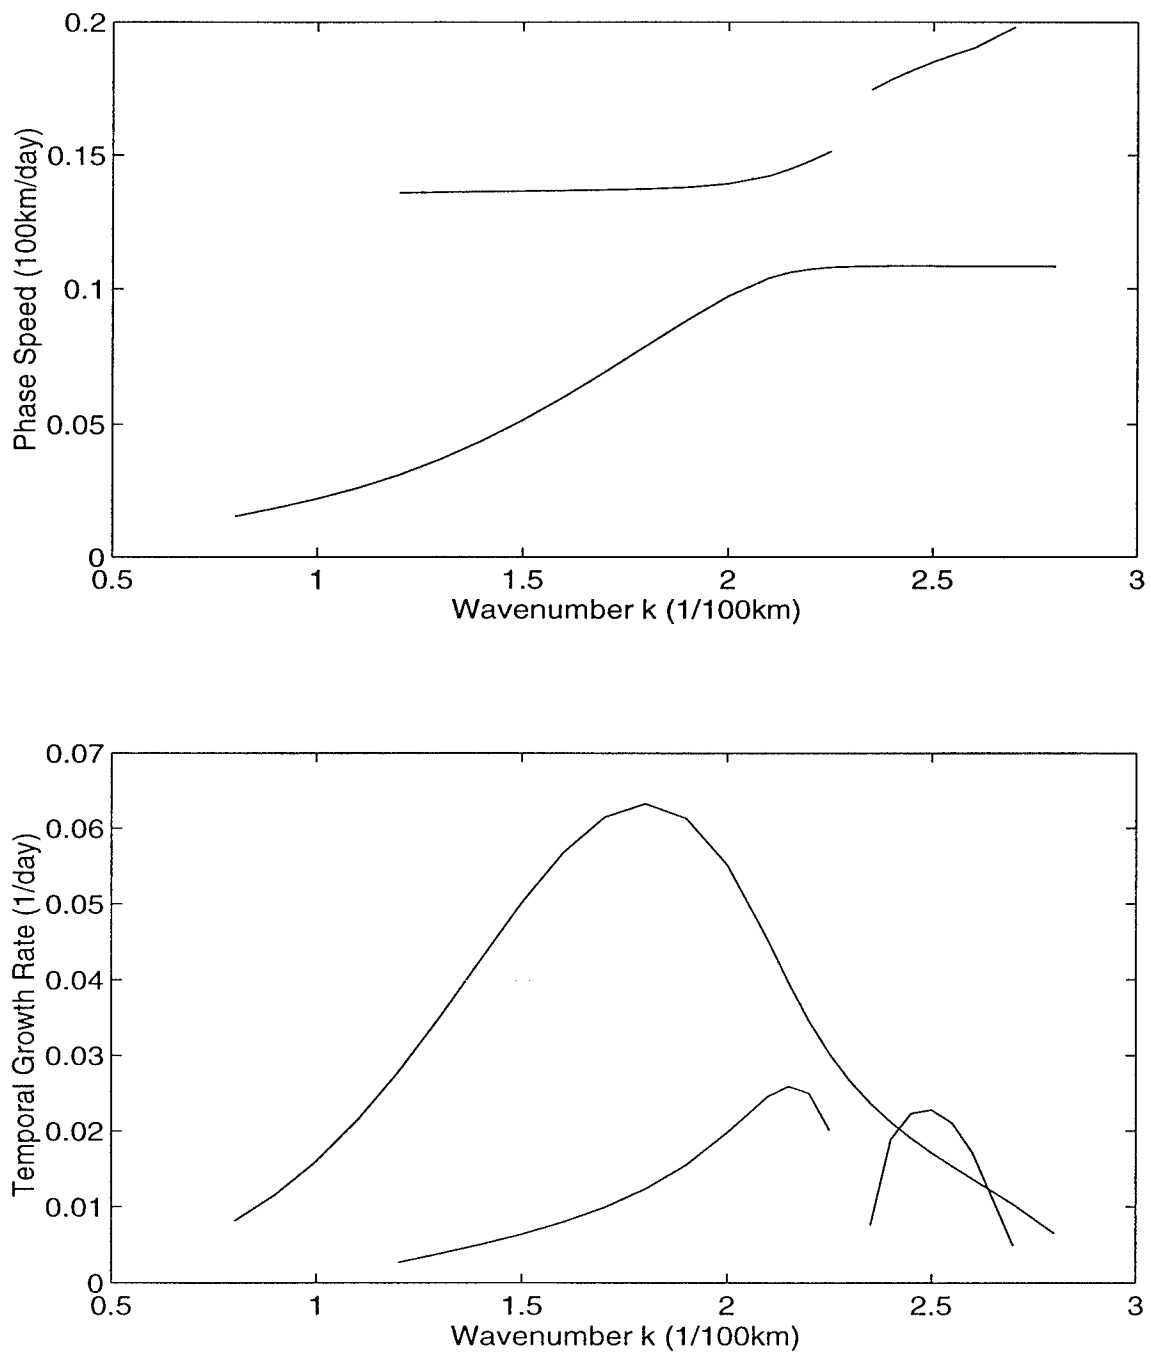 0.2
0.15
0.1
0.05
0
Phase Speed (100km/day)
0.5 1 1.5 2 2.5 3
Wavenumber k (1/100km)
0.07
0.06
0.05
0.04
0.03
0.02
0.01
0
Temporal Growth Rate (1/day)
0.5 1 1.5 2 2.5 3
Wavenumber k (1/100km)